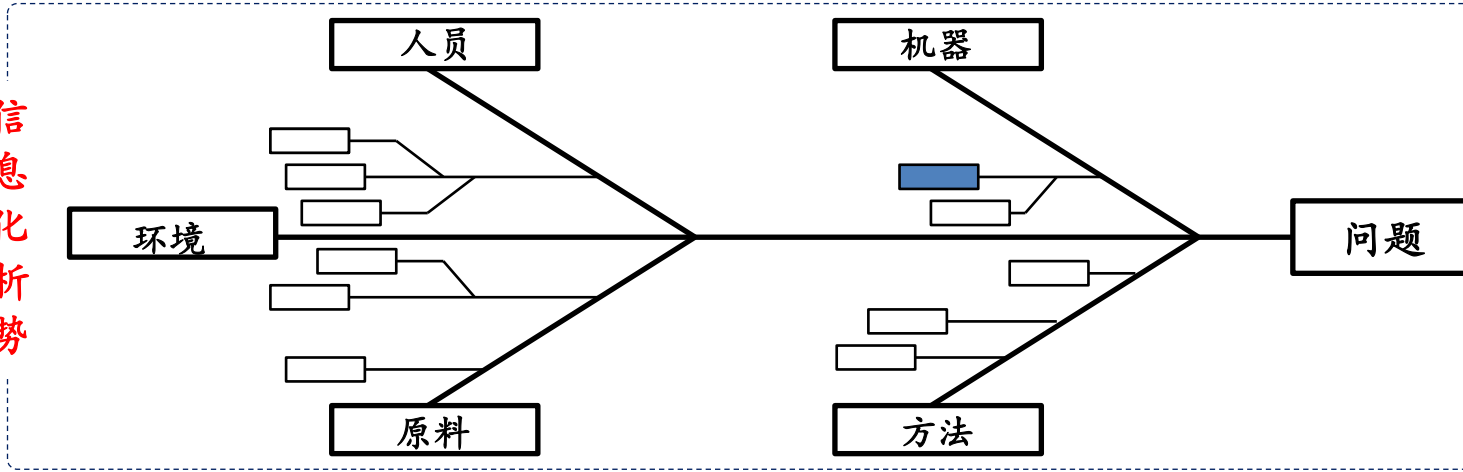 人员
机器
信
息
化
析
势
环境
问题
原料
方法